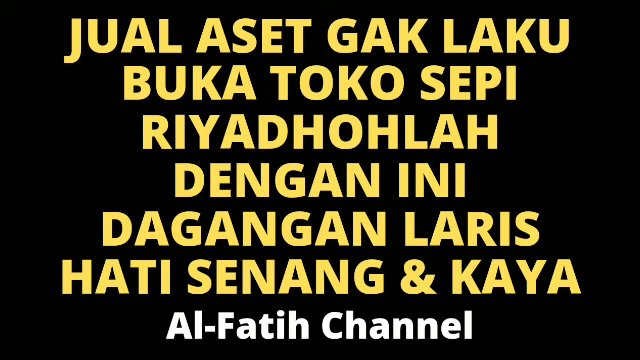 JUAL ASET GAK LAKU
BUKA TOKO SEPI
RIYADHOHLAH
DENGAN INI
DAGANGAN LARIS
HATI SENANG & KAYA
Al-Fatih Channel